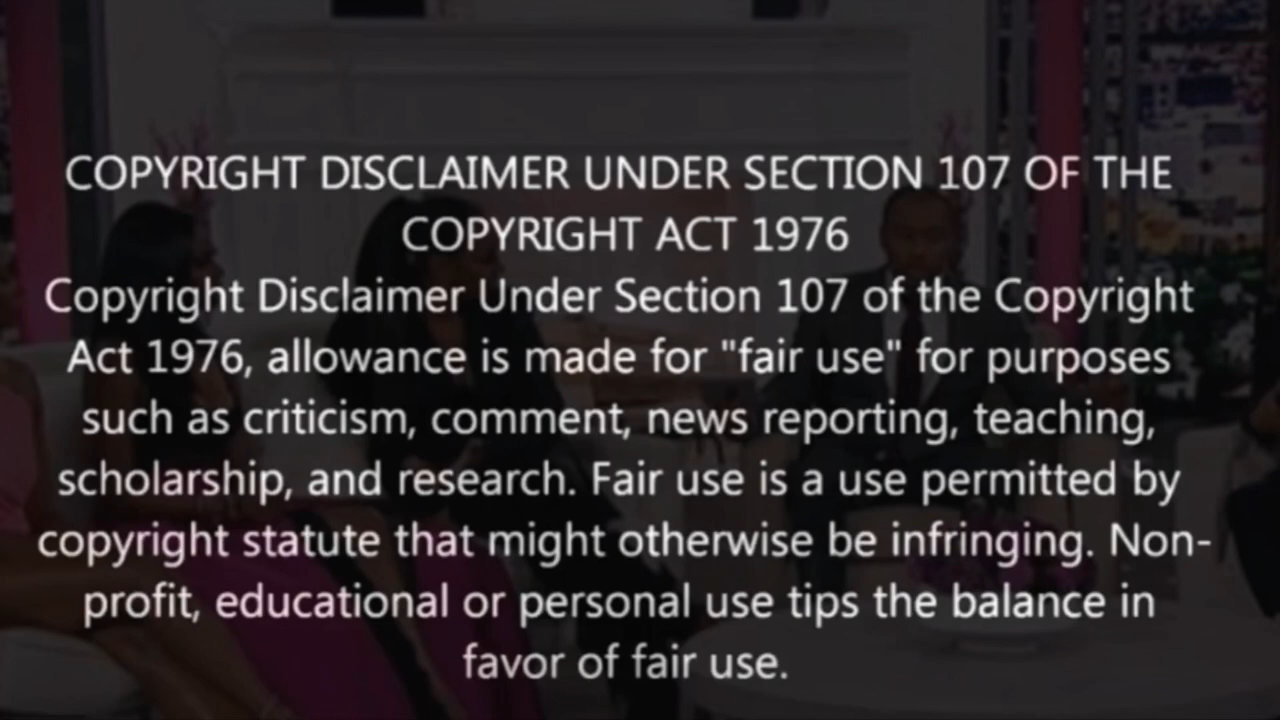 COPYRIGHT DISCLAIMER UNDER SECTION 107 OF THE
COPYRIGHT ACT 1976
Copyright Disclaimer Under Section 107 of the Copyright
Act 1976, allowance is made for "fair use" for purposes
such as criticism, comment, news reporting, teaching,
scholarship, and research. Fair use is a use permitted by
copyright statute that might otherwise be infringing. Non-
profit, educational or personal use tips the balance in
favor of fair use.